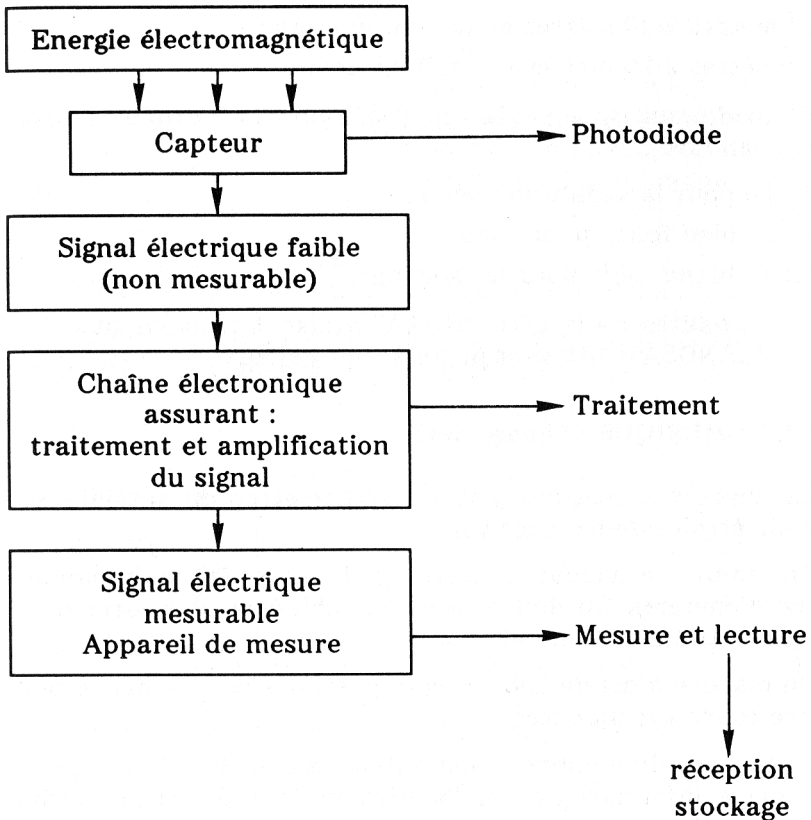 Energie électromagnétique
Capteur
Photodiode
Signal électrique faible
(non mesurable)
Chaîne électronique
assurant :
traitement et amplification
du signal
Traitement
Signal électrique
mesurable
Appareil de mesure
Mesure et lecture
réception
stockage